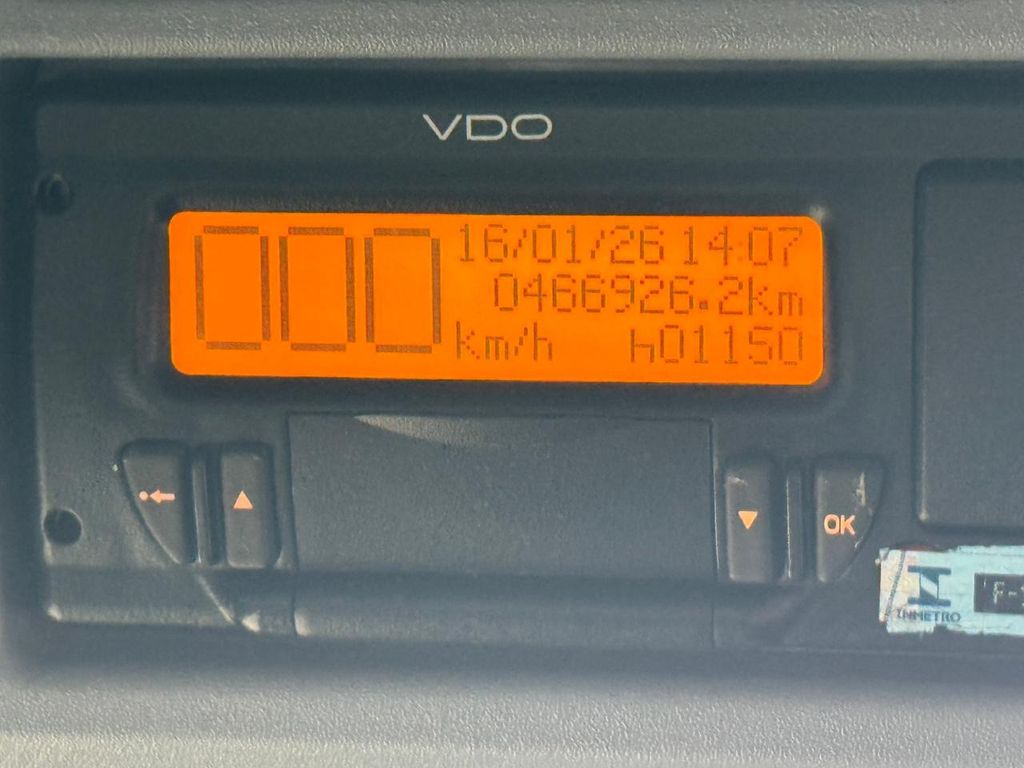 VDO
000
16/01/26 14:07
0466926.2km
km/h h01150
OK
INMETRO